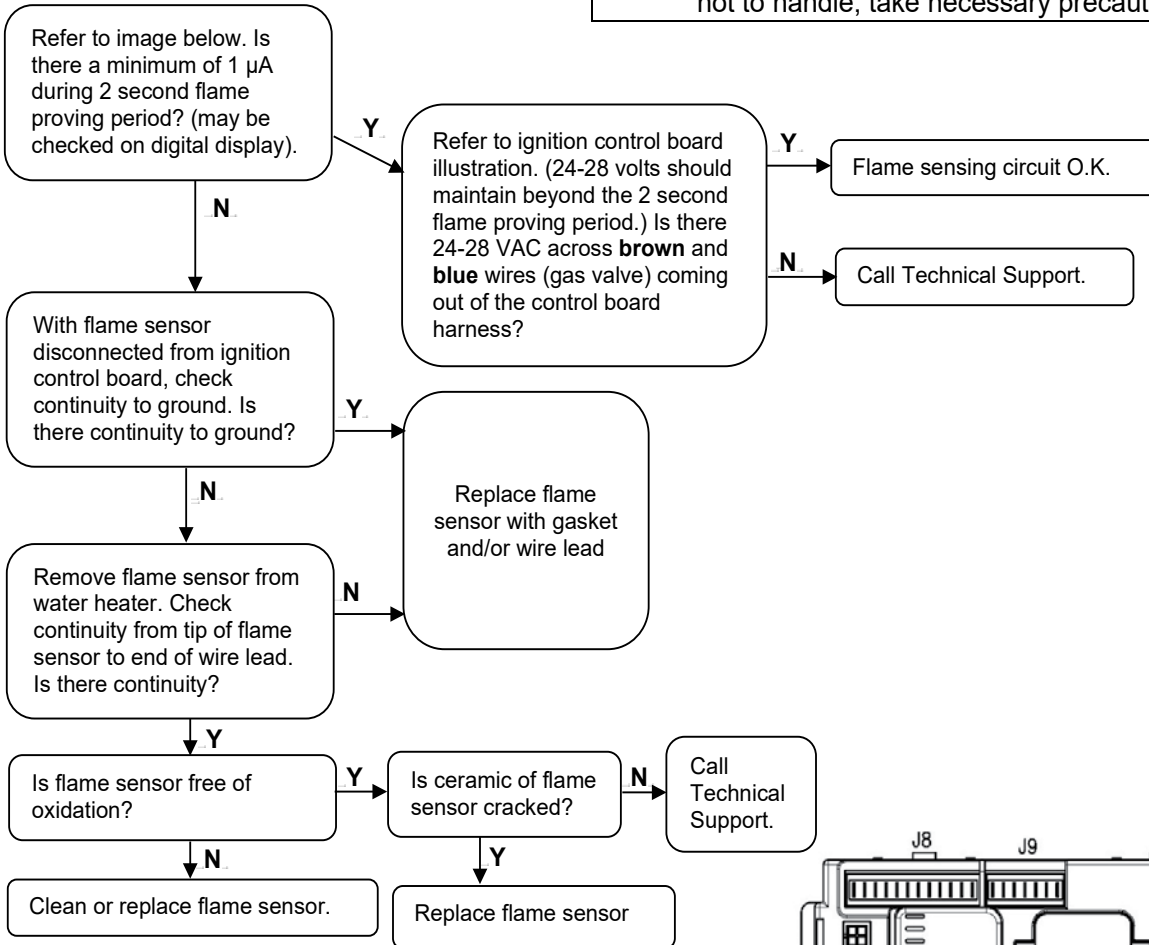 not to handle, take necessary precaut
Refer to image below. Is
there a minimum of 1 µA
during 2 second flame
proving period? (may be
checked on digital display).
Y
N
Refer to ignition control board
illustration. (24-28 volts should
maintain beyond the 2 second
flame proving period.) Is there
24-28 VAC across brown and
blue wires (gas valve) coming
out of the control board
harness?
Y
Flame sensing circuit O.K.
N
Call Technical Support.
With flame sensor
disconnected from ignition
control board, check
continuity to ground. Is
there continuity to ground?
Y
N
Replace flame
sensor with gasket
and/or wire lead
Remove flame sensor from
water heater. Check
continuity from tip of flame
sensor to end of wire lead.
Is there continuity?
N
Y
Is flame sensor free of
oxidation?
Y
Is ceramic of flame
sensor cracked?
N
Call
Technical
Support.
N
Y
Clean or replace flame sensor.
Replace flame sensor
J8
J9